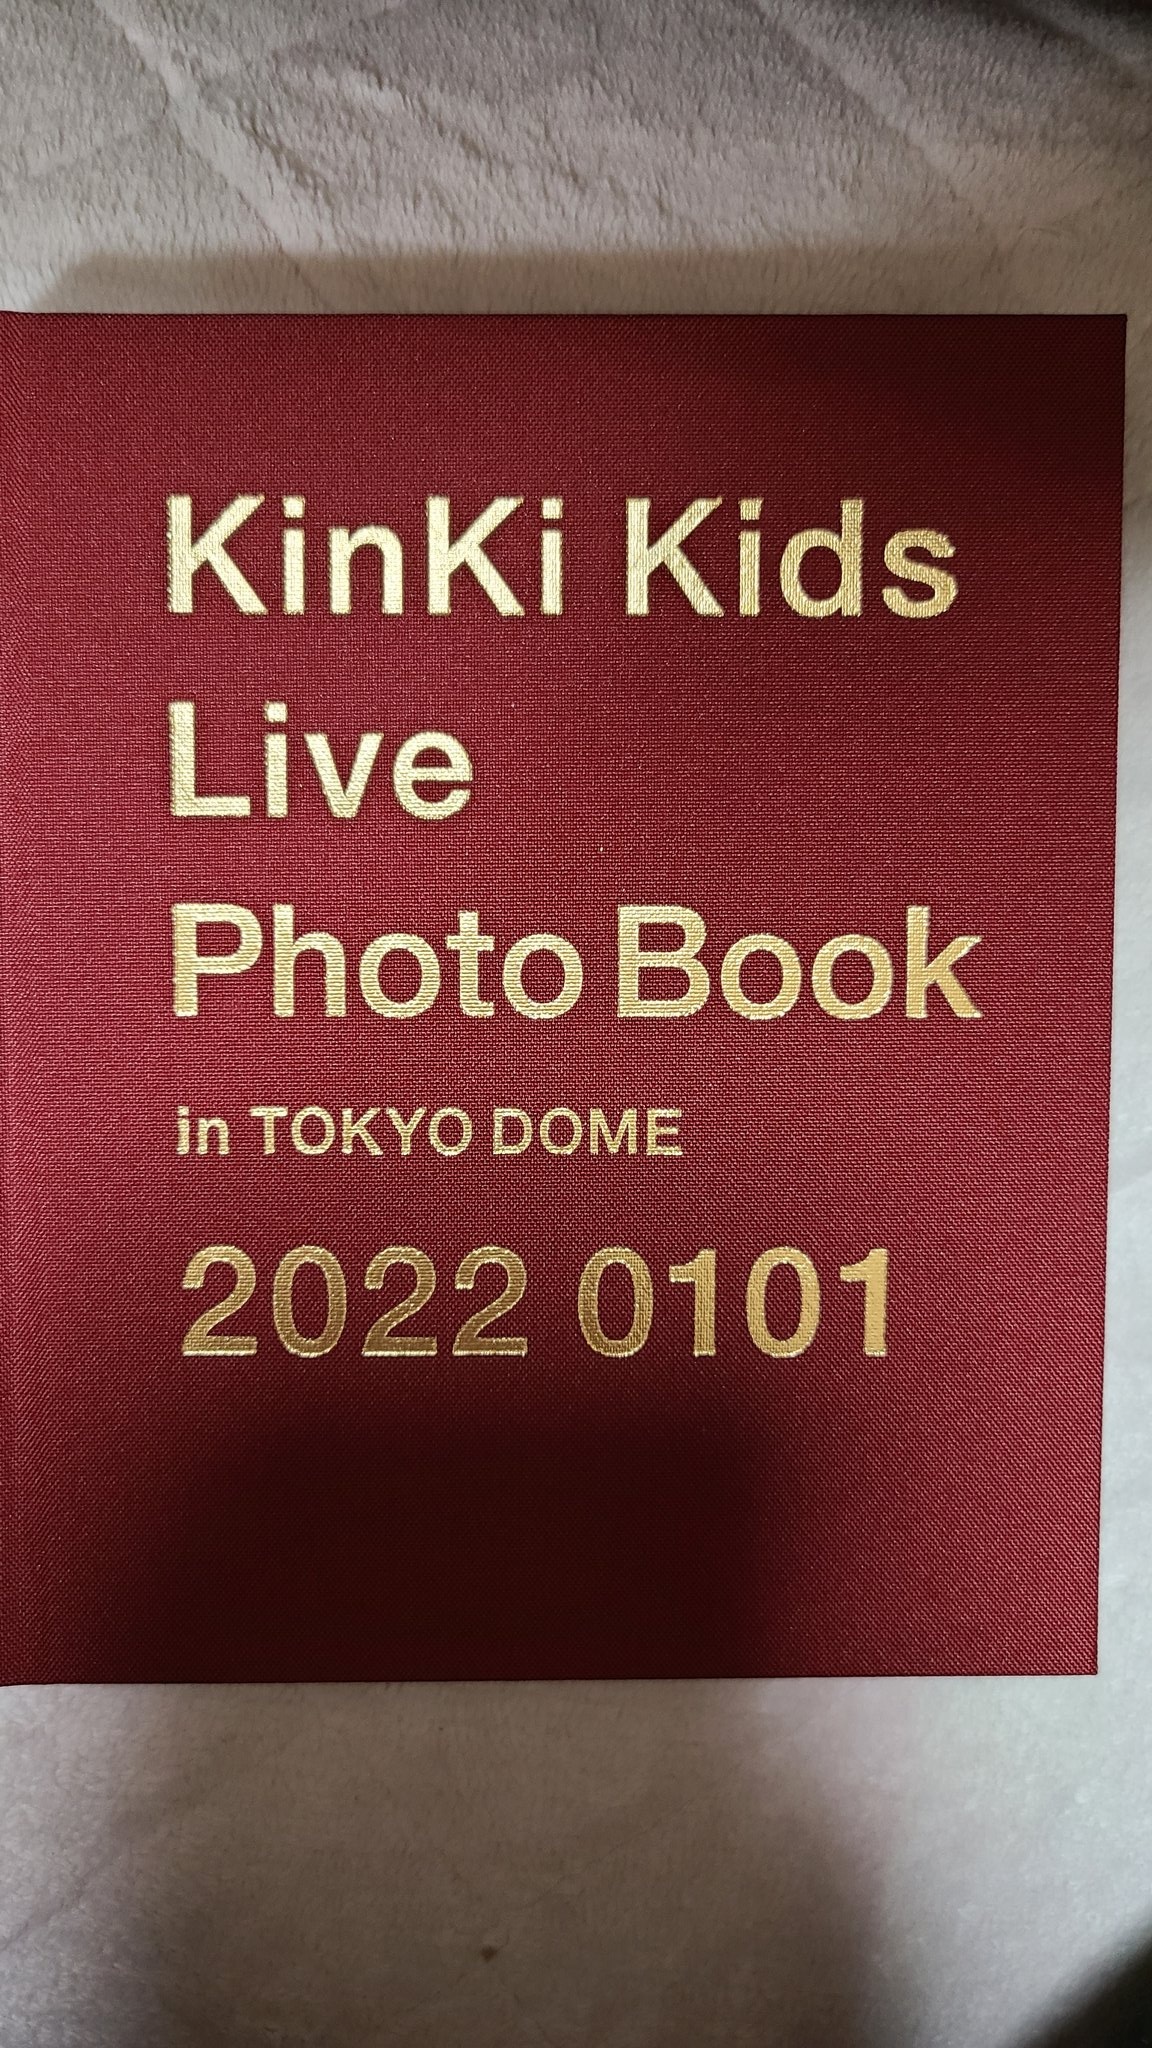 KinKi Kids
Live
Photo Book
in TOKYO DOME
2022 0101